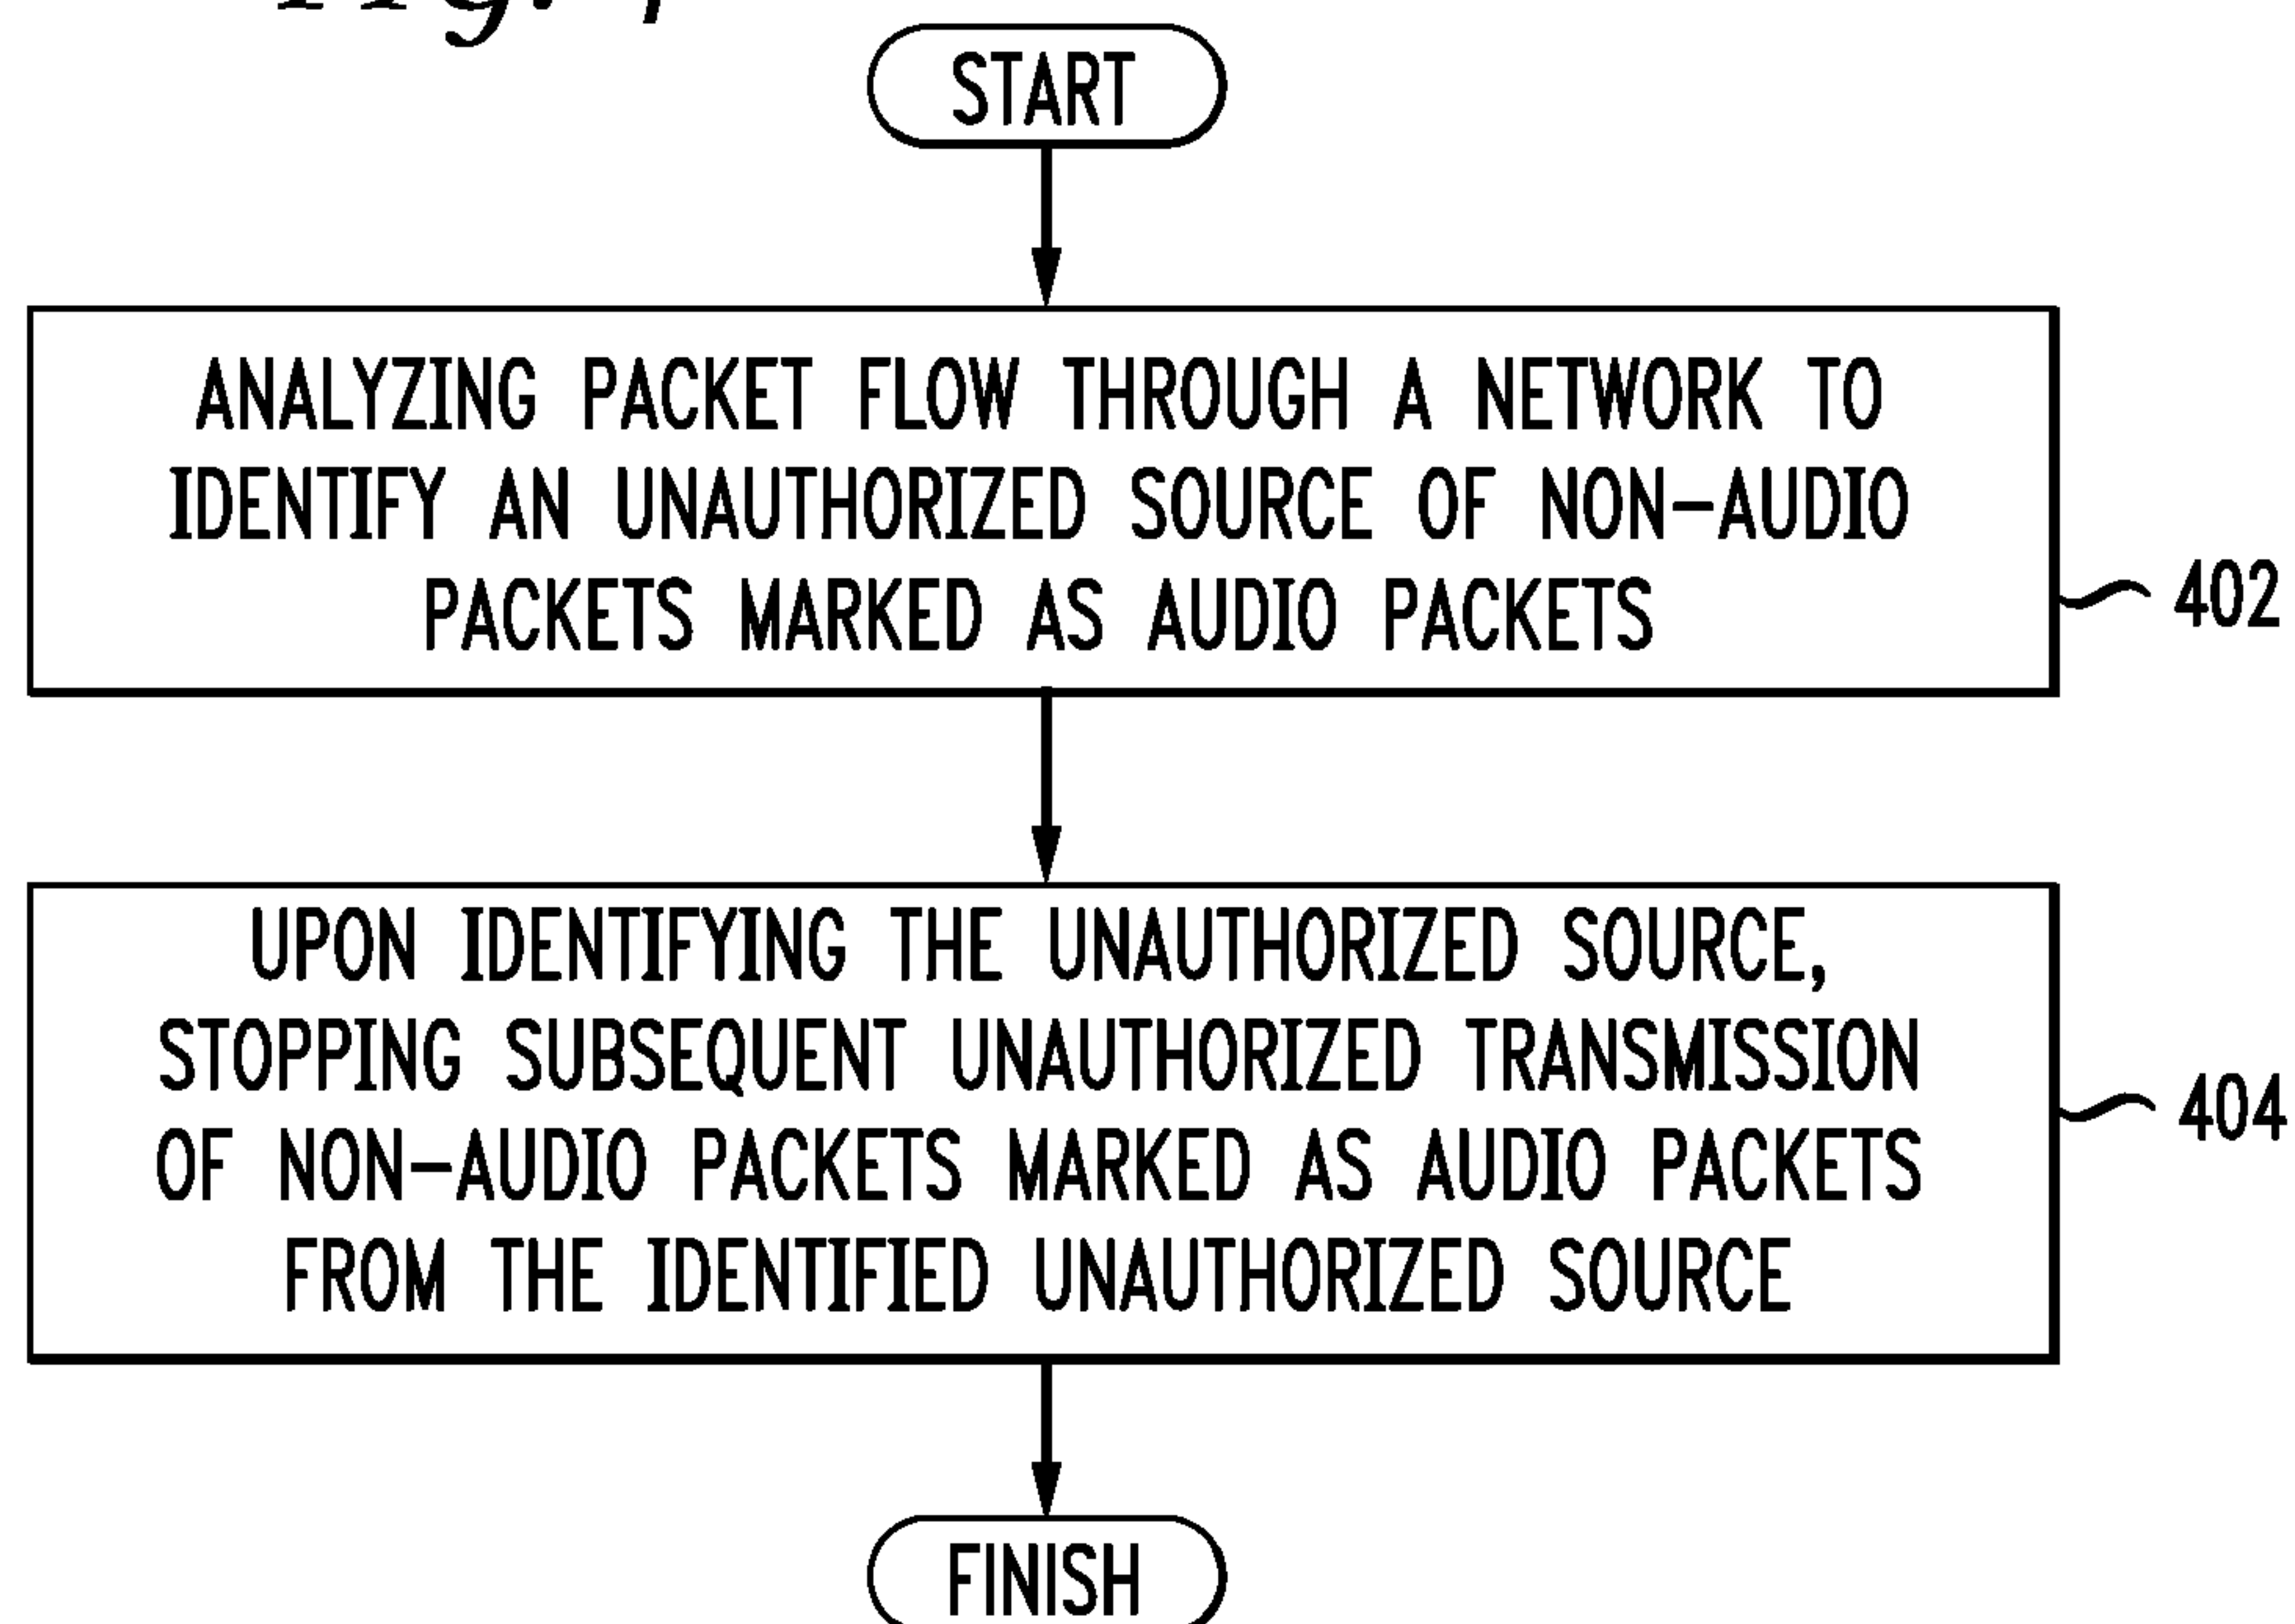 START
ANALYZING PACKET FLOW THROUGH A NETWORK TO
IDENTIFY AN UNAUTHORIZED SOURCE OF NON-AUDIO
PACKETS MARKED AS AUDIO PACKETS
402
UPON IDENTIFYING THE UNAUTHORIZED SOURCE,
STOPPING SUBSEQUENT UNAUTHORIZED TRANSMISSION
OF NON-AUDIO PACKETS MARKED AS AUDIO PACKETS
FROM THE IDENTIFIED UNAUTHORIZED SOURCE
404
FINISH